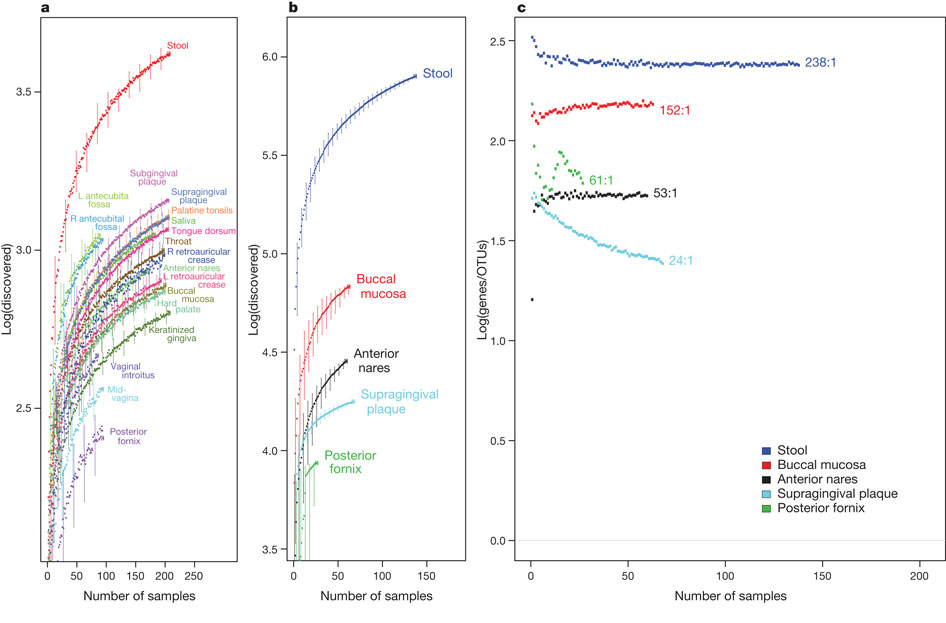 a
Log(discovered)
3.5
3.0
2.5
Stool
Subgingival
plaque
L antecubita
fossa
Supragingival
plaque
Palatine tonsils
R antecubital
fossa
Saliva
Tongue dorsum
Throat
R retroauricular
crease
Anterior nares
L retroauricular
crease
Buccal
mucosa
Hard
palate
Keratinized
gingiva
Vaginal
introitus
Mid-
vagina
Posterior
fornix
0 50 100 150 200 250
Number of samples
b
Log(discovered)
6.0
5.5
5.0
4.5
4.0
3.5
Stool
Buccal
mucosa
Anterior
nares
Supragingival
plaque
Posterior
fornix
0 50 100 150
Number of samples
c
Log(genes/OTUs)
2.5
2.0
1.5
1.0
0.5
0.0
238:1
152:1
61:1
53:1
24:1
Stool
Buccal mucosa
Anterior nares
Supragingival plaque
Posterior fornix
0 50 100 150 200
Number of samples